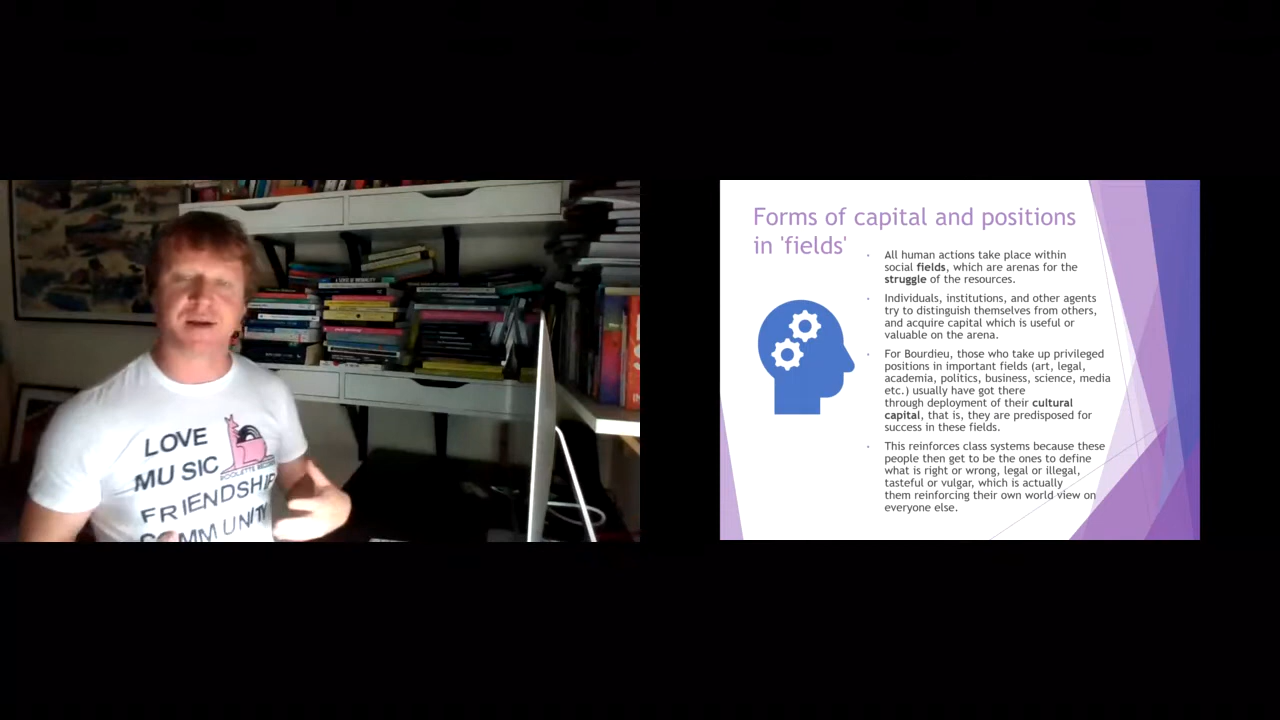 LOVE
MUSIC
FRIENDSHIP
COMMUNITY
Forms of capital and positions
in 'fields'
All human actions take place within
social fields, which are arenas for the
struggle of the resources.
Individuals, institutions, and other agents
try to distinguish themselves from others,
and acquire capital which is useful or
valuable on the arena.
For Bourdieu, those who take up privileged
positions in important fields (art, legal,
academia, politics, business, science, media
etc.) usually have got there
through deployment of their cultural
capital, that is, they are predisposed for
success in these fields.
This reinforces class systems because these
people then get to be the ones to define
what is right or wrong, legal or illegal,
tasteful or vulgar, which is actually
them reinforcing their own world view on
everyone else.